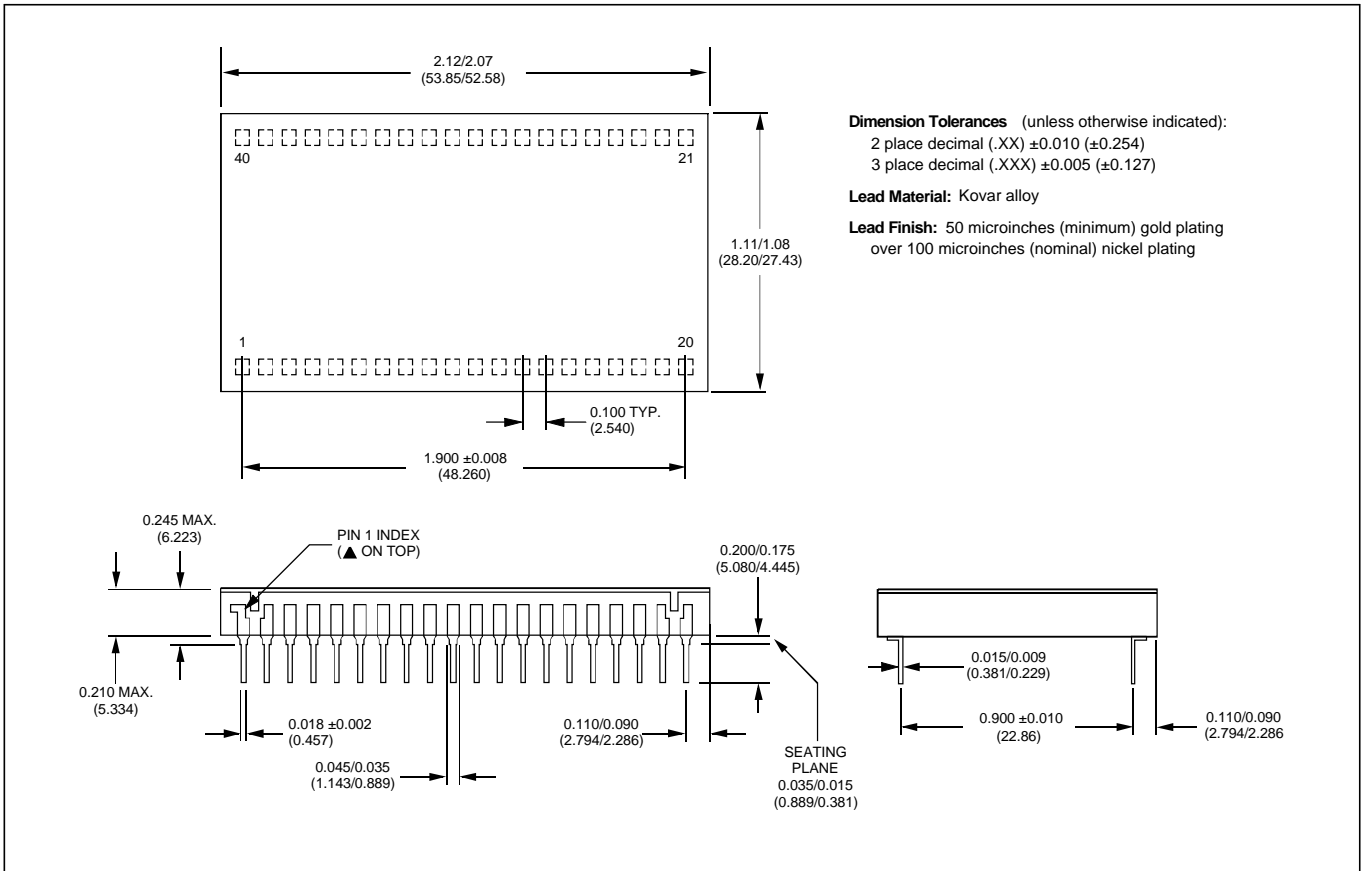 2.12/2.07
(53.85/52.58)
40
21
1.11/1.08
(28.20/27.43)
1
20
0.100 TYP.
(2.540)
1.900 ±0.008
(48.260)
Dimension Tolerances (unless otherwise indicated):
2 place decimal (.XX) ±0.010 (±0.254)
3 place decimal (.XXX) ±0.005 (±0.127)
Lead Material: Kovar alloy
Lead Finish: 50 microinches (minimum) gold plating
over 100 microinches (nominal) nickel plating
0.245 MAX.
(6.223)
PIN 1 INDEX
(▲ ON TOP)
0.200/0.175
(5.080/4.445)
0.210 MAX.
(5.334)
0.018 ±0.002
(0.457)
0.045/0.035
(1.143/0.889)
0.110/0.090
(2.794/2.286)
SEATING
PLANE
0.035/0.015
(0.889/0.381)
0.015/0.009
(0.381/0.229)
0.900 ±0.010
(22.86)
0.110/0.090
(2.794/2.286